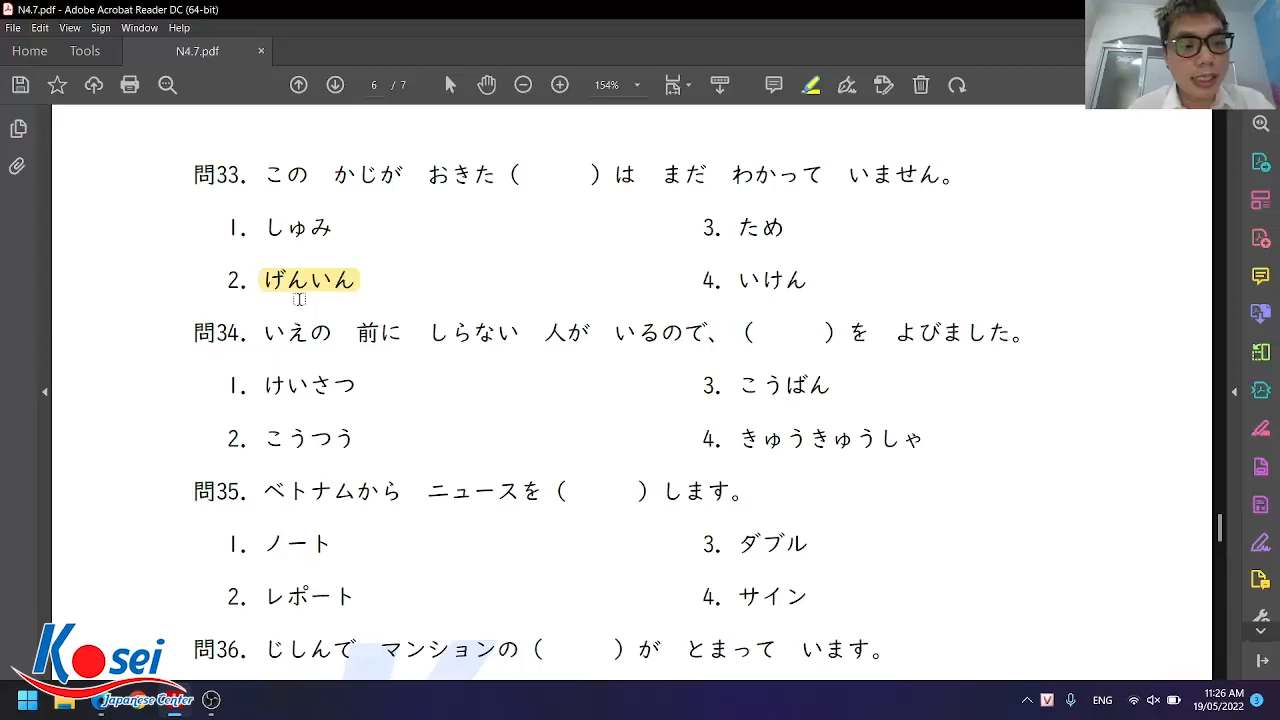 N4.7.pdf - Adobe Acrobat Reader DC (64-bit)
File Edit View Sign Window Help
Home Tools N4.7.pdf ×
6 / 7 154%
問33. この かじが おきた（　　）は まだ わかって いません。
1. しゅみ 3. ため
2. げんいん 4. いけん
問34. いえの 前に しらない 人が いるので、（　　）を よびました。
1. けいさつ 3. こうばん
2. こうつう 4. きゅうきゅうしゃ
問35. ベトナムから ニュースを（　　）します。
1. ノート 3. ダブル
2. レポート 4. サイン
問36. じしんで マンションの（　　）が とまって います。
Kosei
Japanese Center
V ENG 11:26 AM 3
19/05/2022